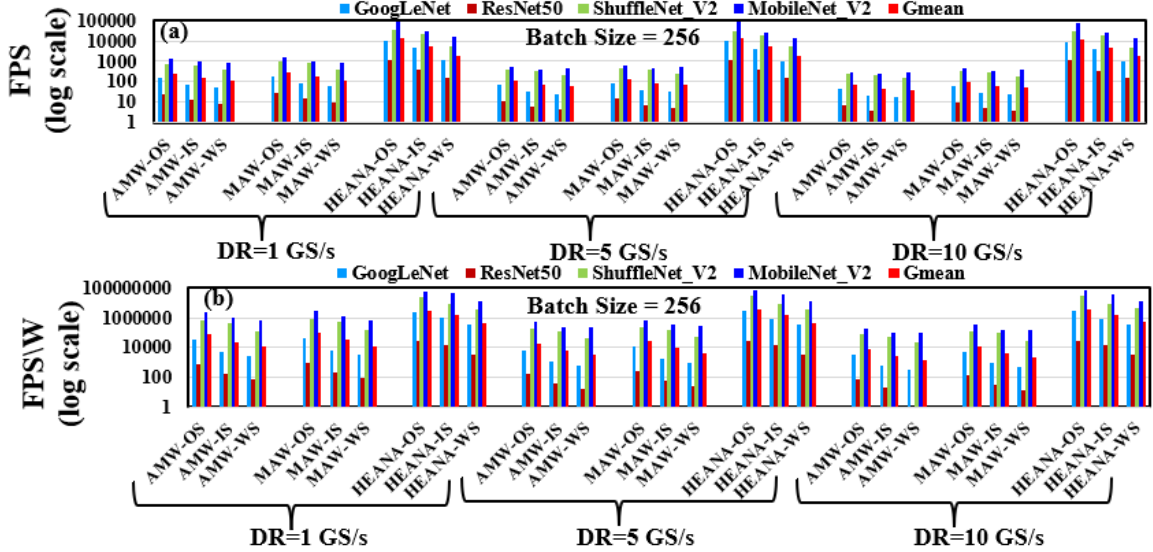 GoogLeNet ResNet50 ShuffleNet_V2 MobileNet_V2 Gmean
(a)
Batch Size = 256
FPS
(log scale)
100000
10000
1000
100
10
1
AMW-OS AMW-IS AMW-WS MAW-OS MAW-IS MAW-WS HEANA-OS HEANA-IS HEANA-WS AMW-OS AMW-IS AMW-WS MAW-OS MAW-IS MAW-WS HEANA-OS HEANA-IS HEANA-WS AMW-OS AMW-IS AMW-WS MAW-OS MAW-IS MAW-WS HEANA-OS HEANA-IS HEANA-WS
DR=1 GS/s DR=5 GS/s DR=10 GS/s
GoogLeNet ResNet50 ShuffleNet_V2 MobileNet_V2 Gmean
(b)
Batch Size = 256
FPS\W
(log scale)
100000000
1000000
10000
100
1
AMW-OS AMW-IS AMW-WS MAW-OS MAW-IS MAW-WS HEANA-OS HEANA-IS HEANA-WS AMW-OS AMW-IS AMW-WS MAW-OS MAW-IS MAW-WS HEANA-OS HEANA-IS HEANA-WS AMW-OS AMW-IS AMW-WS MAW-OS MAW-IS MAW-WS HEANA-OS HEANA-IS HEANA-WS
DR=1 GS/s DR=5 GS/s DR=10 GS/s